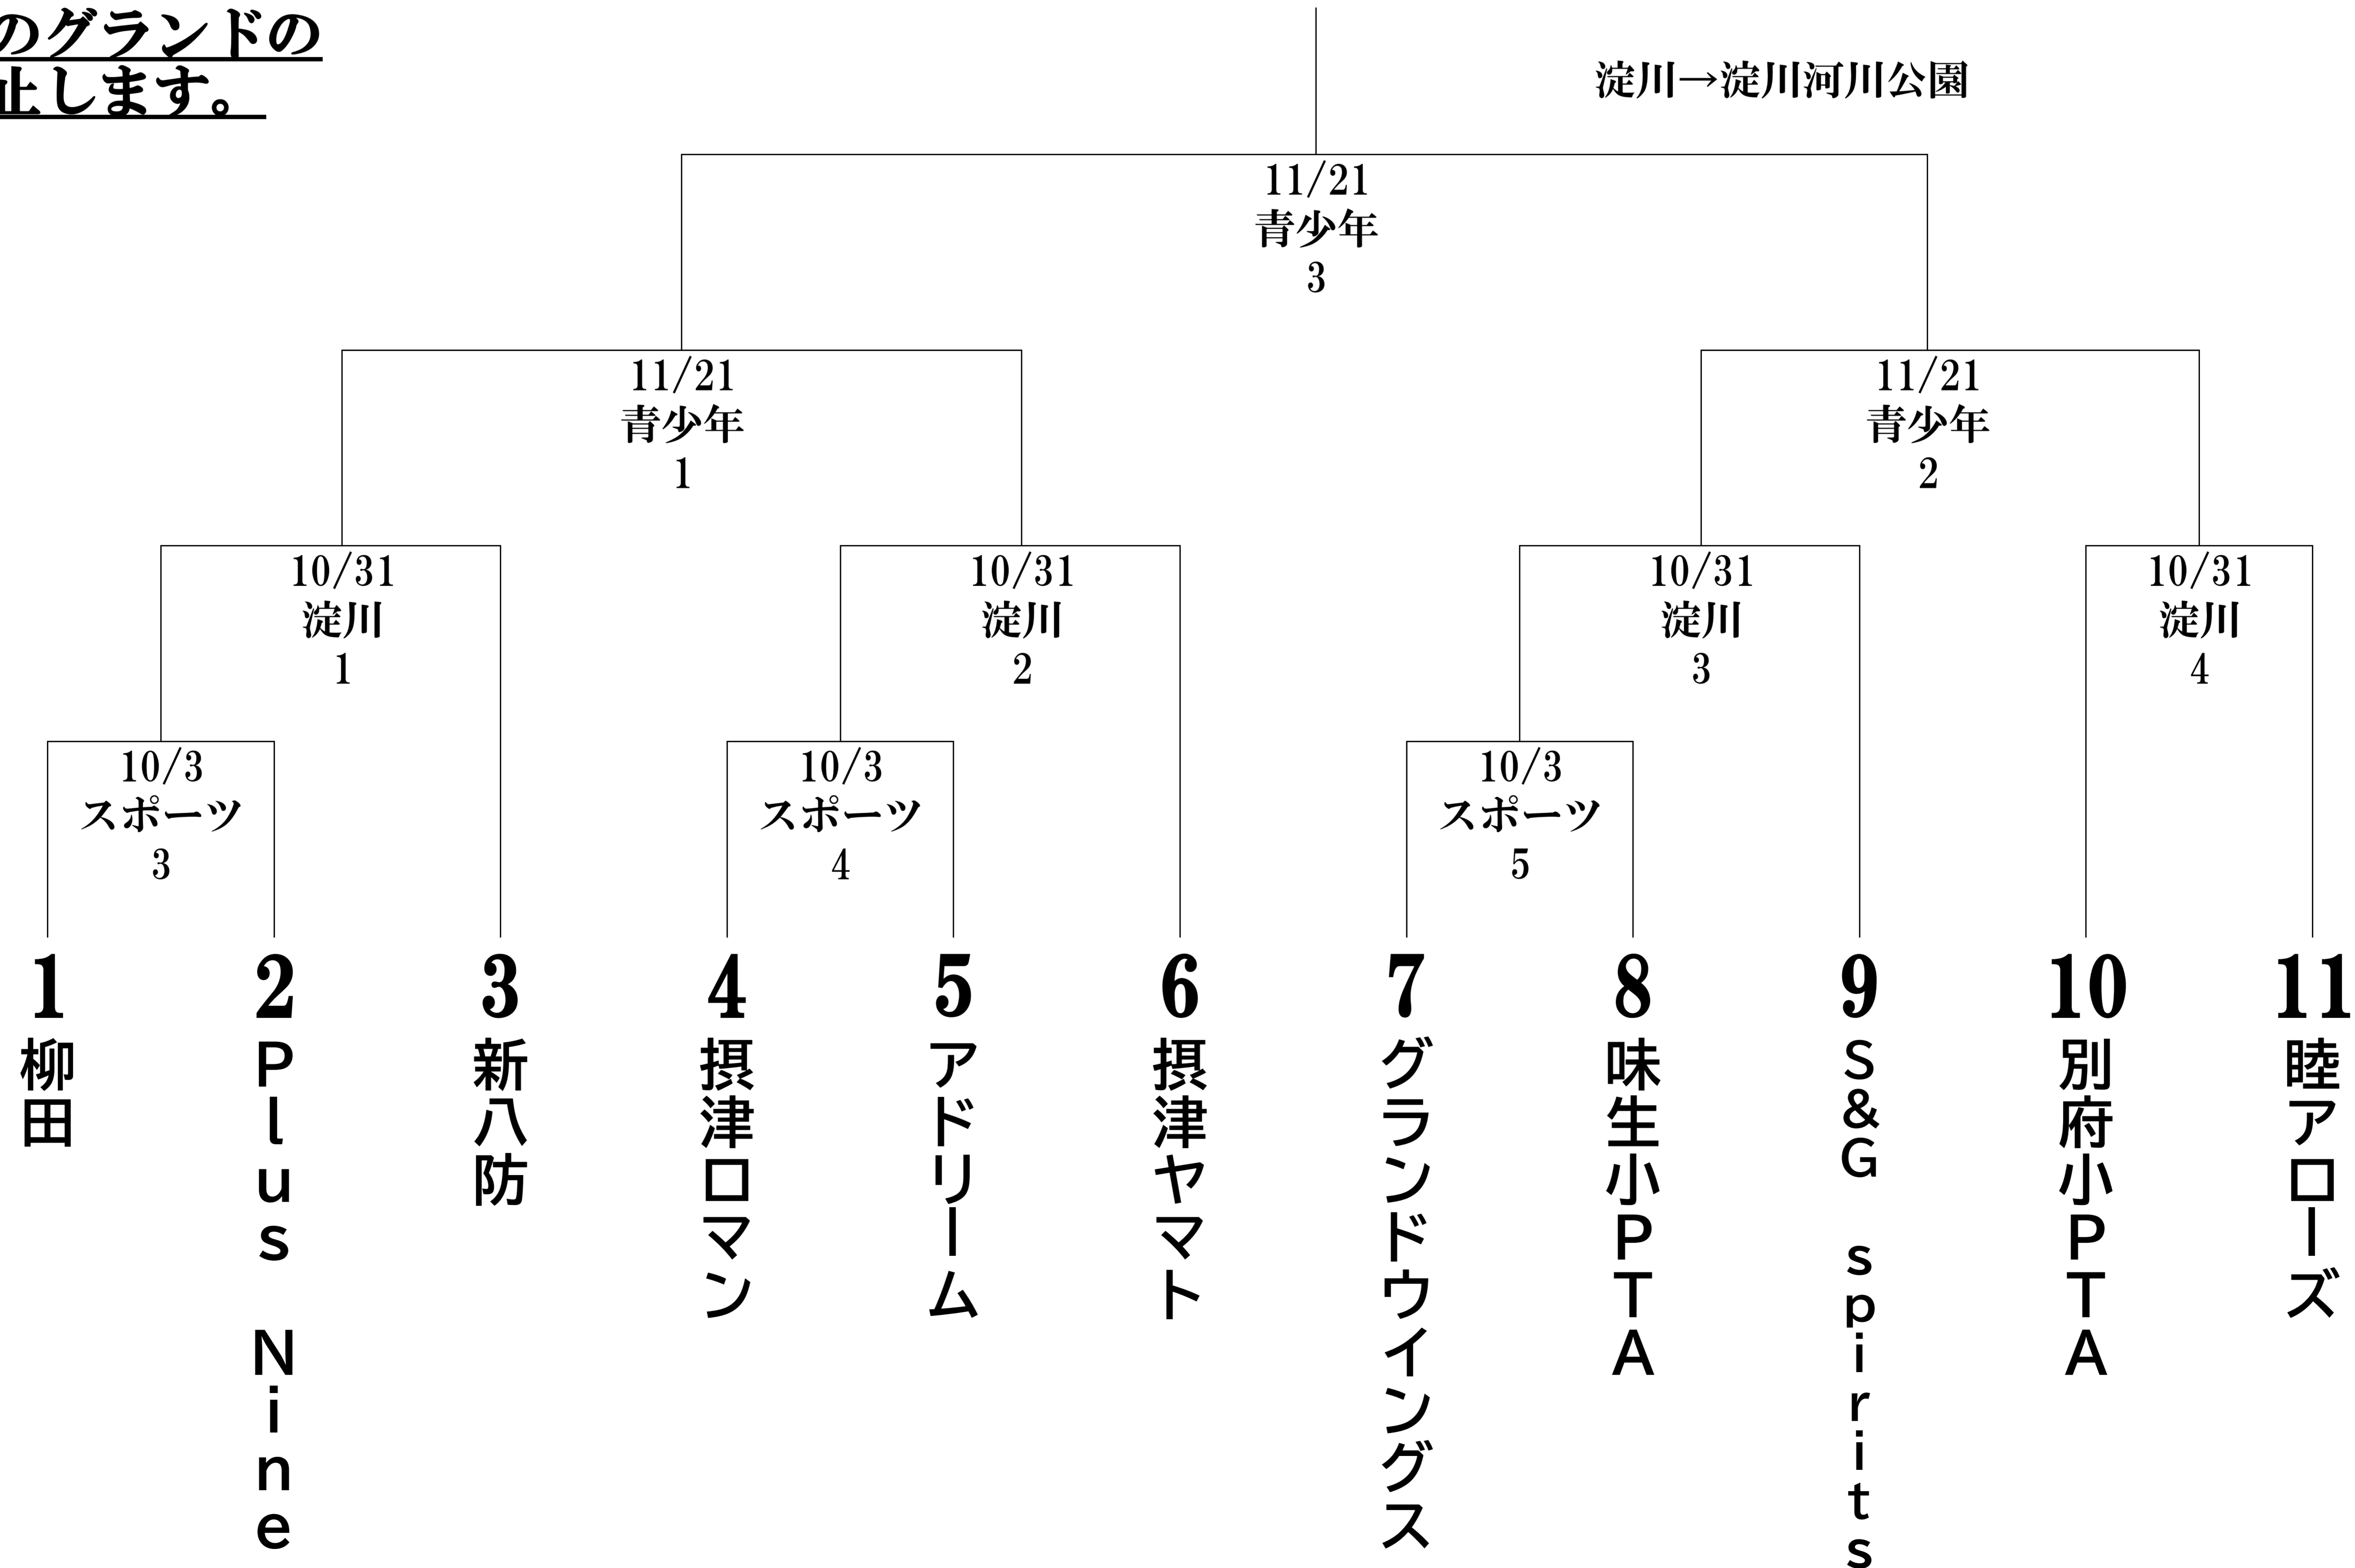 のグランドの
止します。
淀川→淀川河川公園
11/21
青少年
3
11/21
青少年
1
11/21
青少年
2
10/31
淀川
1
10/31
淀川
2
10/31
淀川
3
10/31
淀川
4
10/3
スポーツ
3
10/3
スポーツ
4
10/3
スポーツ
5
1
柳田
2
Ｐｌｕｓ　Ｎｉｎｅ
3
新八防
4
摂津ロマン
5
アドリーム
6
摂津ヤマト
7
グランドウイングス
8
味生小ＰＴＡ
9
Ｓ＆Ｇ　ｓｐｉｒｉｔｓ
10
別府小ＰＴＡ
11
睦アローズ